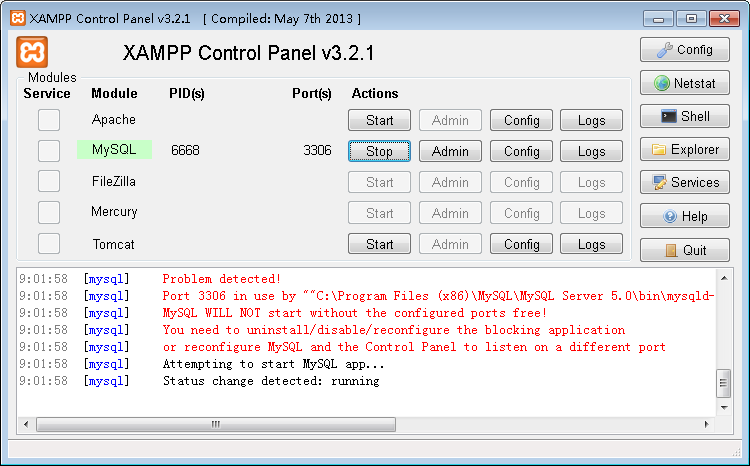 XAMPP Control Panel v3.2.1 [ Compiled: May 7th 2013 ]
XAMPP Control Panel v3.2.1
Config
Modules
Service Module PID(s) Port(s) Actions
Netstat
Apache Start Admin Config Logs
Shell
MySQL 6668 3306 Stop Admin Config Logs
Explorer
FileZilla Start Admin Config Logs
Services
Mercury Start Admin Config Logs
Help
Tomcat Start Admin Config Logs
Quit
9:01:58 [mysql] Problem detected!
9:01:58 [mysql] Port 3306 in use by ""C:\Program Files (x86)\MySQL\MySQL Server 5.0\bin\mysqld-
9:01:58 [mysql] MySQL WILL NOT start without the configured ports free!
9:01:58 [mysql] You need to uninstall/disable/reconfigure the blocking application
9:01:58 [mysql] or reconfigure MySQL and the Control Panel to listen on a different port
9:01:58 [mysql] Attempting to start MySQL app...
9:01:58 [mysql] Status change detected: running